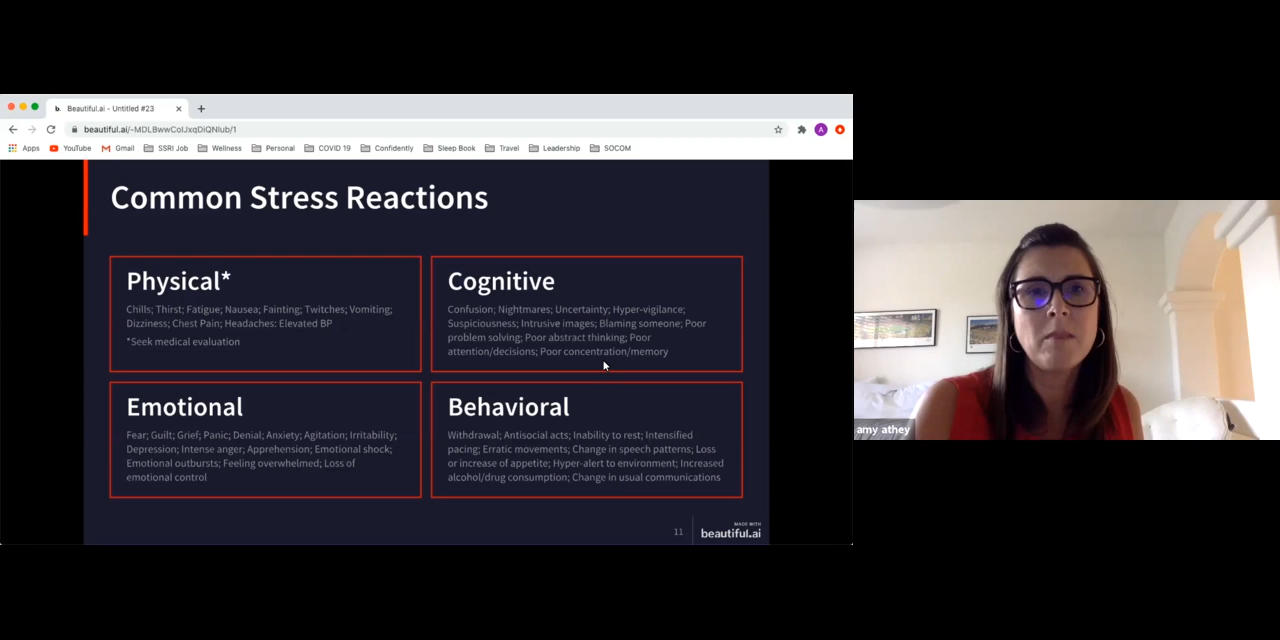 b. Beautiful.ai - Untitled #23
beautiful.ai/-MDLBwwColJxqDiQNlub/1
A
Apps YouTube Gmail SSRI Job Wellness Personal COVID 19 Confidently Sleep Book Travel Leadership SOCOM
Common Stress Reactions
Physical*
Chills; Thirst; Fatigue; Nausea; Fainting; Twitches; Vomiting;
Dizziness; Chest Pain; Headaches: Elevated BP
*Seek medical evaluation
Cognitive
Confusion; Nightmares; Uncertainty; Hyper-vigilance;
Suspiciousness; Intrusive images; Blaming someone; Poor
problem solving; Poor abstract thinking; Poor
attention/decisions; Poor concentration/memory
Emotional
Fear; Guilt; Grief; Panic; Denial; Anxiety; Agitation; Irritability;
Depression; Intense anger; Apprehension; Emotional shock;
Emotional outbursts; Feeling overwhelmed; Loss of
emotional control
Behavioral
Withdrawal; Antisocial acts; Inability to rest; Intensified
pacing; Erratic movements; Change in speech patterns; Loss
or increase of appetite; Hyper-alert to environment; Increased
alcohol/drug consumption; Change in usual communications
11
MADE WITH
beautiful.ai
amy athey